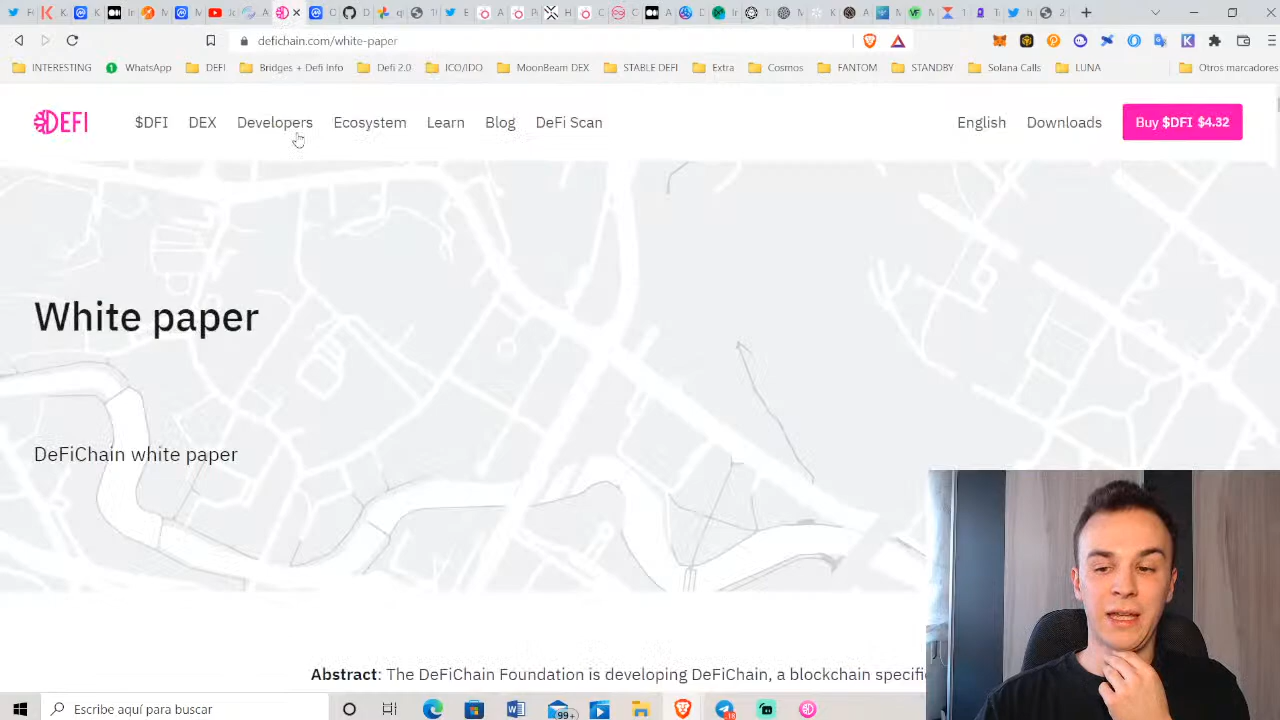 defichain.com/white-paper
INTERESTING WhatsApp DEFI Bridges + Defi info Defi 2.0 ICO/IDO MoonBeam DEX STABLE DEFI Extra Cosmos FANTOM STANDBY Solana Calls LUNA Otros marcadores
DEFI $DFI DEX Developers Ecosystem Learn Blog DeFi Scan English Downloads Buy $DFI $4.32
White paper
DeFiChain white paper
Abstract: The DeFiChain Foundation is developing DeFiChain, a blockchain specifi
Escribe aquí para buscar 99+ 18